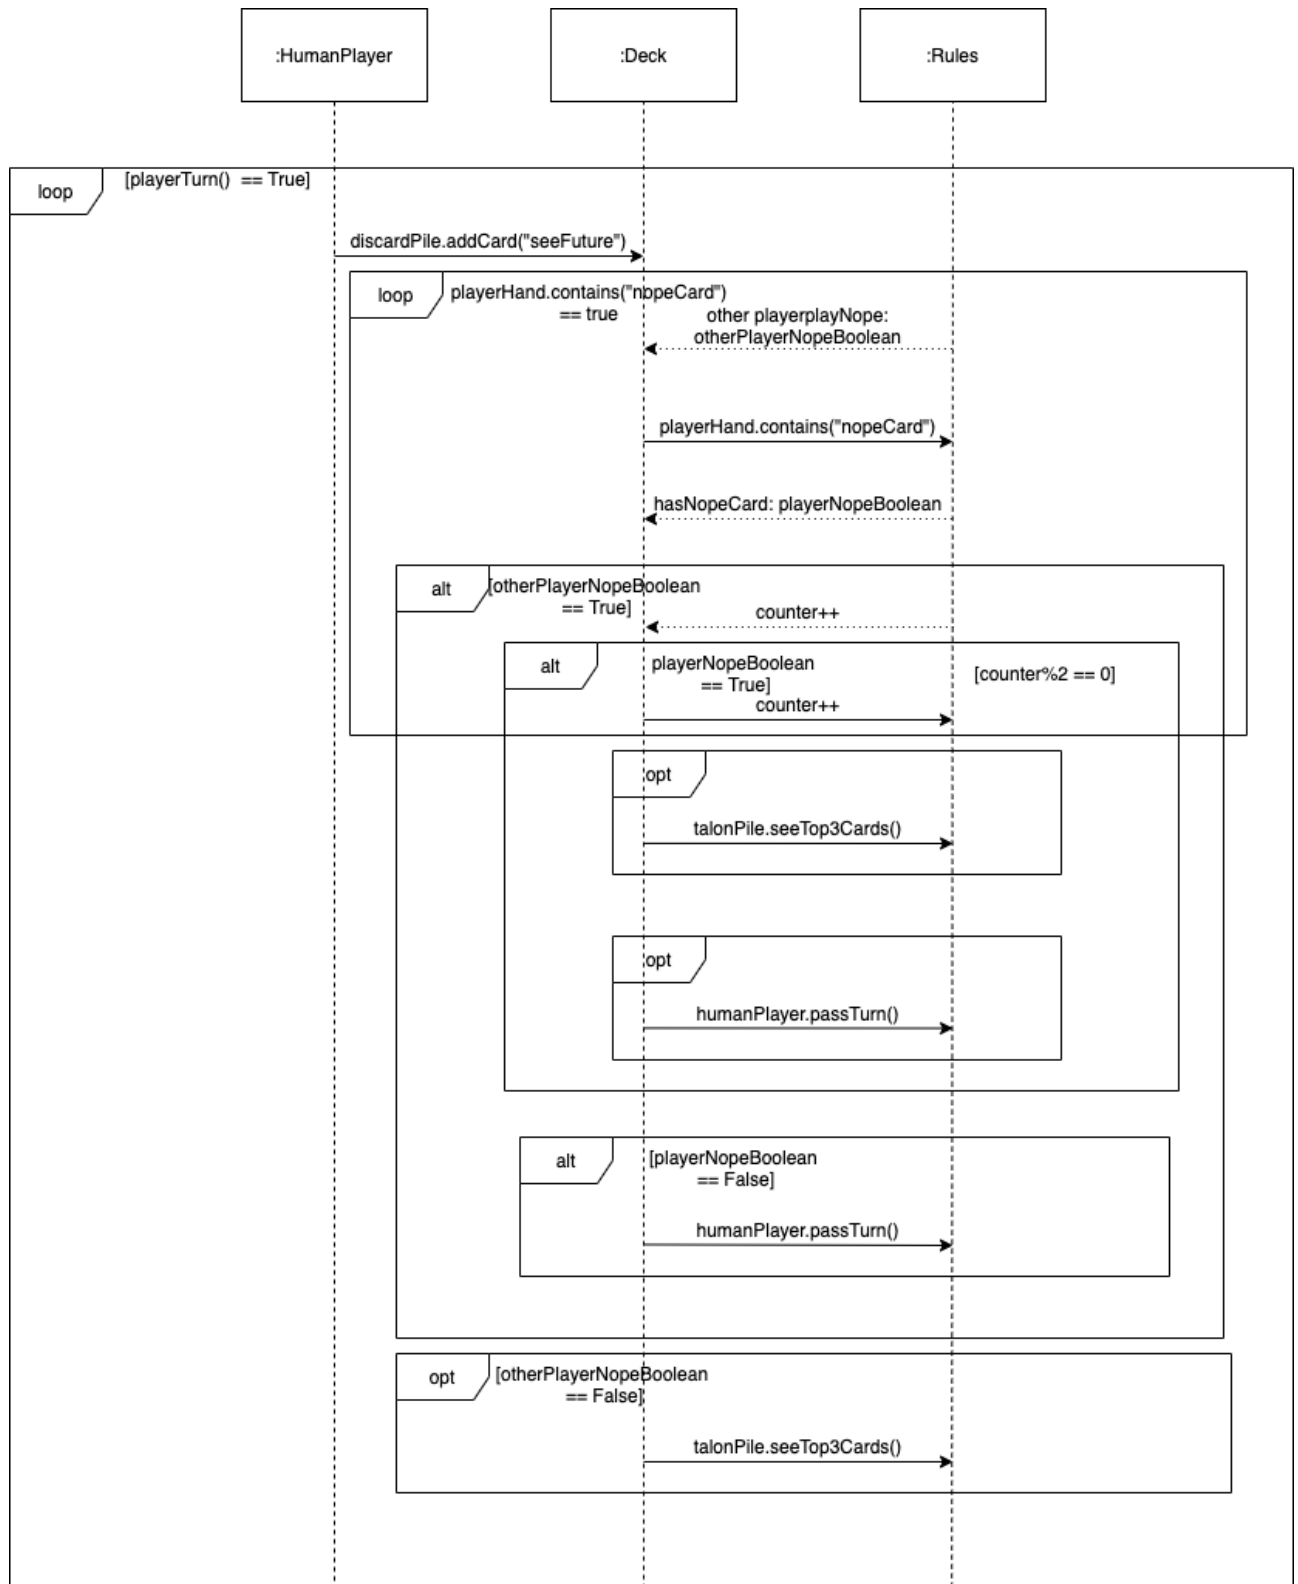 :HumanPlayer
:Deck
:Rules
loop
[playerTurn()  == True]
discardPile.addCard("seeFuture")
loop
playerHand.contains("nopeCard")
== true
other playerplayNope:
otherPlayerNopeBoolean
playerHand.contains("nopeCard")
hasNopeCard: playerNopeBoolean
alt
[otherPlayerNopeBoolean
== True]
counter++
alt
playerNopeBoolean
== True]
[counter%2 == 0]
counter++
opt
talonPile.seeTop3Cards()
opt
humanPlayer.passTurn()
alt
[playerNopeBoolean
== False]
humanPlayer.passTurn()
opt
[otherPlayerNopeBoolean
== False]
talonPile.seeTop3Cards()